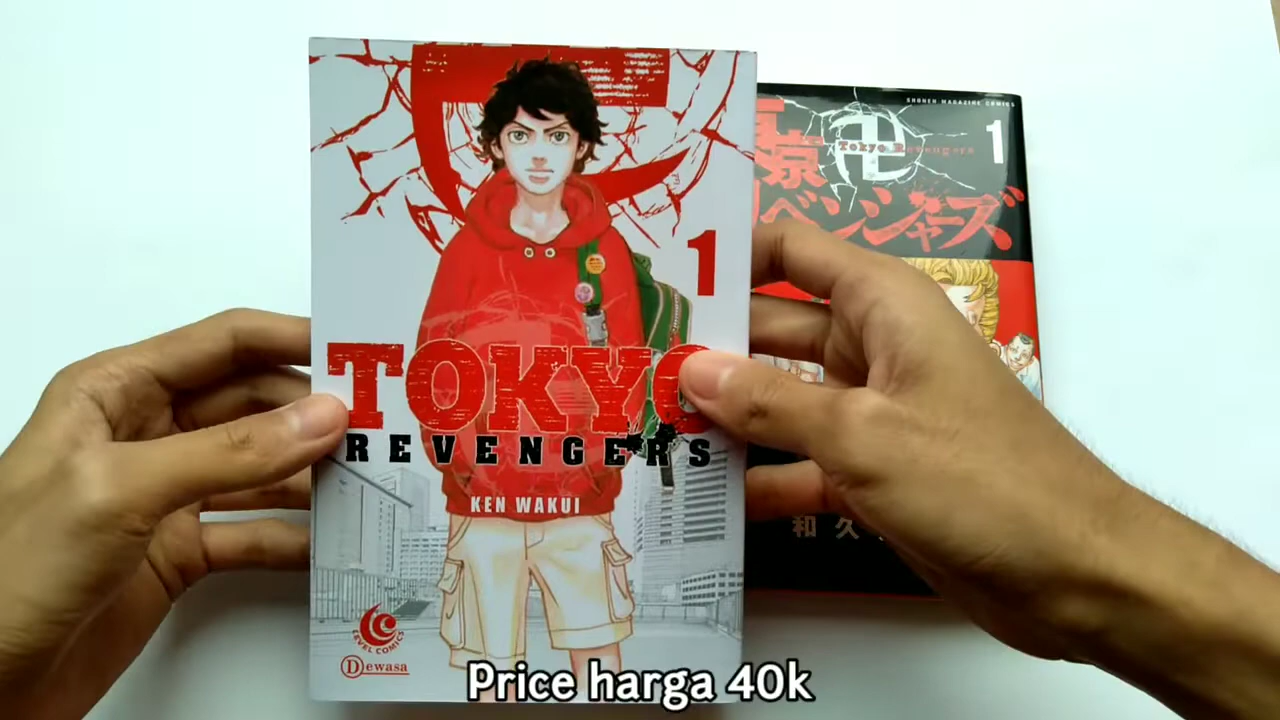 1
TOKYO
REVENGERS
KEN WAKUI
LEVEL COMICS
Dewasa
SHONEN MAGAZINE COMICS
Tokyo Revengers
1
京
ベンジャーズ
和久
Price harga 40k